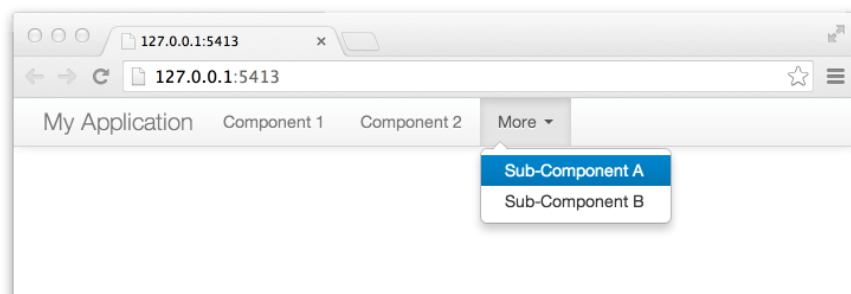 127.0.0.1:5413
127.0.0.1:5413
My Application Component 1 Component 2 More
Sub-Component A
Sub-Component B